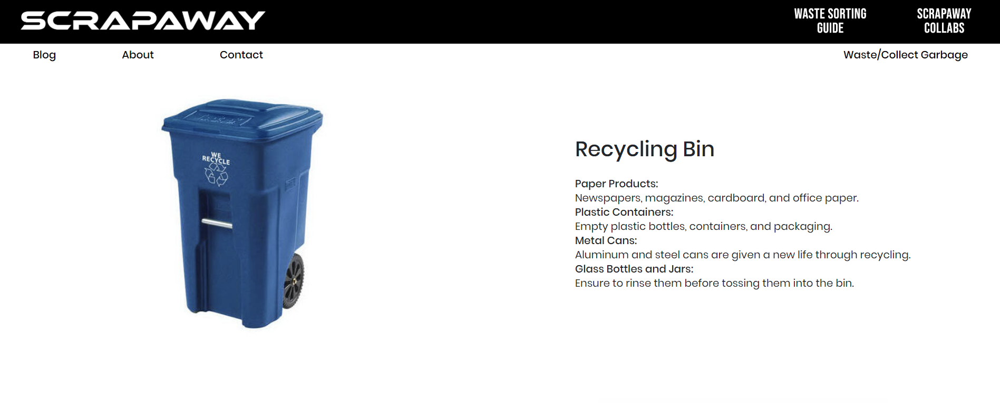 SCRAPAWAY
WASTE SORTING
GUIDE
SCRAPAWAY
COLLABS
Blog
About
Contact
Waste/Collect Garbage
WE
RECYCLE
Recycling Bin
Paper Products:
Newspapers, magazines, cardboard, and office paper.
Plastic Containers:
Empty plastic bottles, containers, and packaging.
Metal Cans:
Aluminum and steel cans are given a new life through recycling.
Glass Bottles and Jars:
Ensure to rinse them before tossing them into the bin.